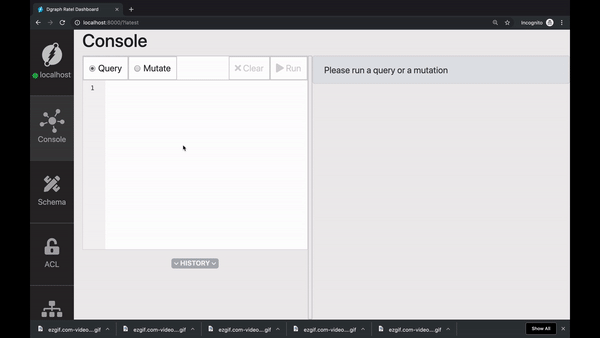 Dgraph Ratel Dashboard
localhost:8000/?latest
Incognito
localhost
Console
Schema
ACL
Console
Query
Mutate
Clear
Run
1
HISTORY
Please run a query or a mutation
ezgif.com-video....gif
ezgif.com-video....gif
ezgif.com-video....gif
ezgif.com-video....gif
ezgif.com-video....gif
Show All